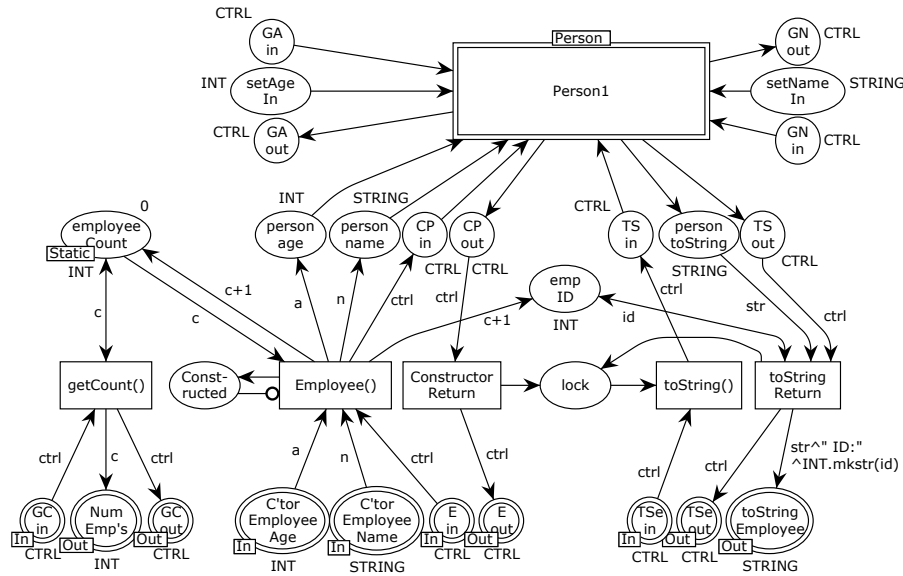 CTRL
GA
in
Person
GN
out
CTRL
INT
setAge
In
Person1
setName
In
STRING
CTRL
GA
out
GN
in
CTRL
INT
STRING
CTRL
0
employee
Count
Static
INT
person
age
person
name
CP
in
CTRL
CP
out
CTRL
TS
in
person
toString
STRING
TS
out
CTRL
c+1
c
c
a
n
ctrl
ctrl
c+1
emp
ID
INT
id
ctrl
str
ctrl
getCount()
Const-
ructed
Employee()
Constructor
Return
lock
toString()
toString
Return
ctrl
c
ctrl
a
n
ctrl
ctrl
ctrl
ctrl
str^" ID:"
^INT.mkstr(id)
GC
in
In
CTRL
Num
Emp's
Out
INT
GC
out
Out
CTRL
C'tor
Employee
Age
In
INT
C'tor
Employee
Name
In
STRING
E
in
In
CTRL
E
out
Out
CTRL
TSe
in
In
CTRL
TSe
out
Out
CTRL
toString
Employee
Out
STRING